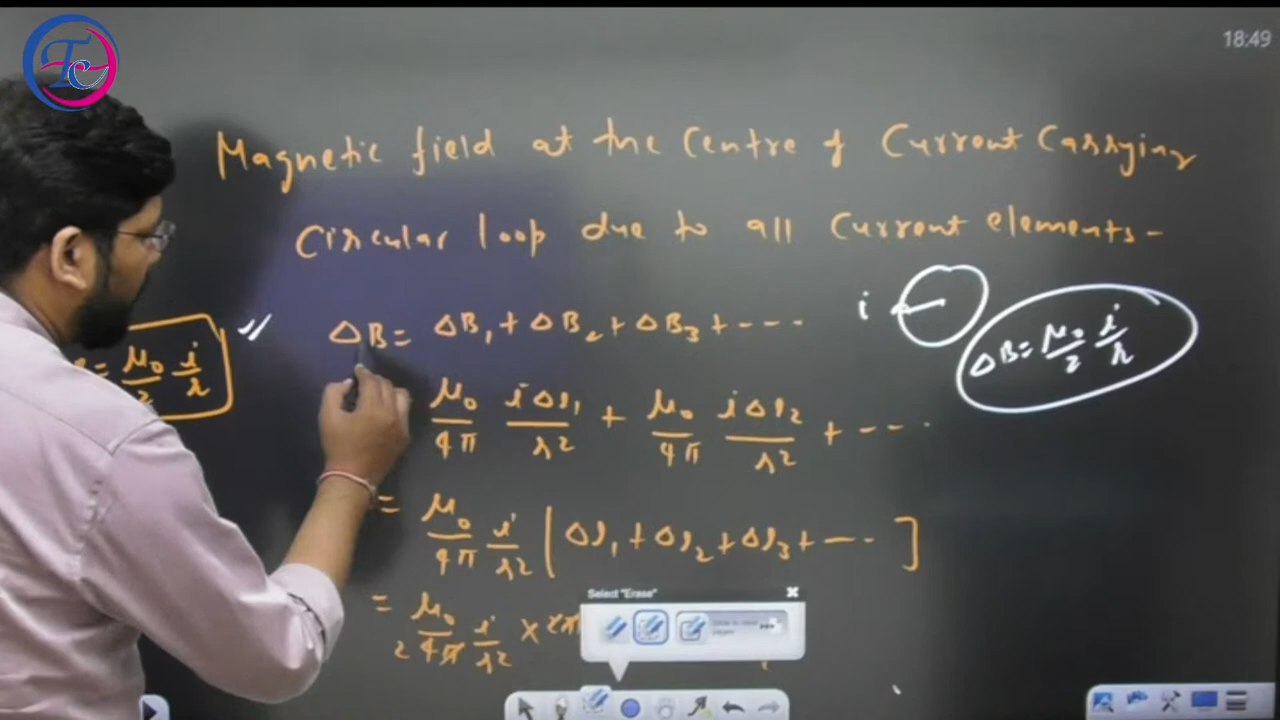 Tc
18:49
Magnetic field at the Centre of Current Carrying
Circular loop due to all Current elements-
ΔB = ΔB₁ + ΔB₂ + ΔB₃ + ----
i
ΔB = μ₀/2 i/r
= μ₀/2 i/r
μ₀/4π iΔl₁/r² + μ₀/4π iΔl₂/r² + ----
= μ₀/4π i/r² [Δl₁ + Δl₂ + Δl₃ + ---- ]
Select "Erase"
= μ₀/4π i/r² × 2π
2